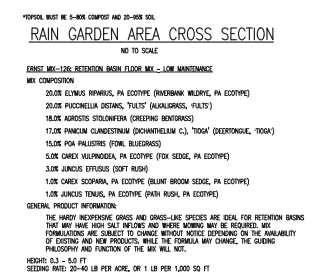 *TOPSOIL MUST BE 5-80% COMPOST AND 20-95% SOIL
RAIN GARDEN AREA CROSS SECTION
NO TO SCALE
ERNST MIX-126: RETENTION BASIN FLOOR MIX - LOW MAINTENANCE
MIX COMPOSITION
20.0% ELYMUS RIPARIUS, PA ECOTYPE (RIVERBANK WILDRYE, PA ECOTYPE)
20.0% PUCCINELLIA DISTANS, 'FULTS' (ALKALIGRASS, 'FULTS')
18.0% AGROSTIS STOLONIFERA (CREEPING BENTGRASS)
17.0% PANICUM CLANDESTINUM (DICHANTHELIUM C.), 'TIOGA' (DEERTONGUE, 'TIOGA')
15.0% POA PALUSTRIS (FOWL BLUEGRASS)
5.0% CAREX VULPINOIDEA, PA ECOTYPE (FOX SEDGE, PA ECOTYPE)
3.0% JUNCUS EFFUSUS (SOFT RUSH)
1.0% CAREX SCOPARIA, PA ECOTYPE (BLUNT BROOM SEDGE, PA ECOTYPE)
1.0% JUNCUS TENUIS, PA ECOTYPE (PATH RUSH, PA ECOTYPE)
GENERAL PRODUCT INFORMATION:
THE HARDY INEXPENSIVE GRASS AND GRASS-LIKE SPECIES ARE IDEAL FOR RETENTION BASINS
THAT MAY HAVE HIGH SALT INFLOWS AND WHERE MOWING MAY BE REQUIRED. MIX
FORMULATIONS ARE SUBJECT TO CHANGE WITHOUT NOTICE DEPENDING ON THE AVAILABILITY
OF EXISTING AND NEW PRODUCTS. WHILE THE FORMULA MAY CHANGE, THE GUIDING
PHILOSOPHY AND FUNCTION OF THE MIX WILL NOT.
HEIGHT: 0.3 - 5.0 FT
SEEDING RATE: 20-40 LB PER ACRE, OR 1 LB PER 1,000 SQ FT